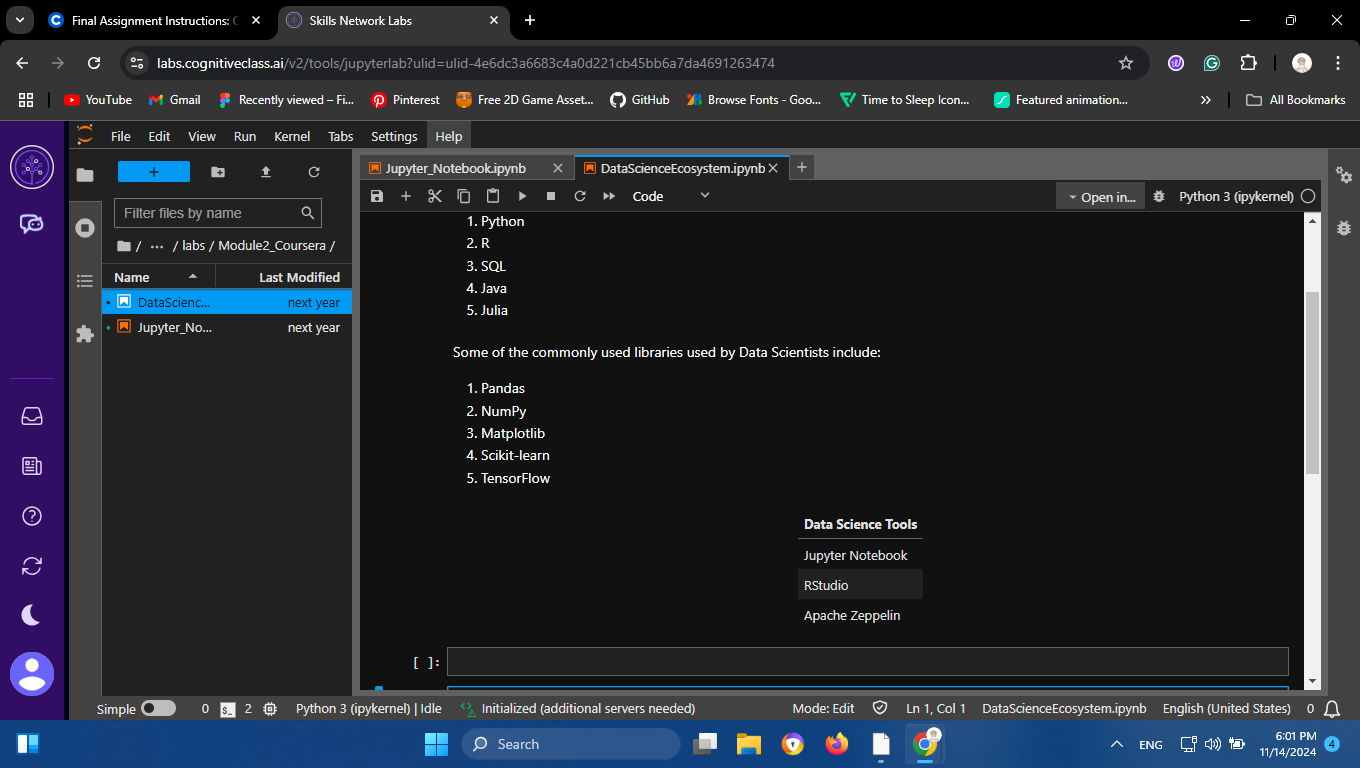 Final Assignment Instructions: C
Skills Network Labs
labs.cognitiveclass.ai/v2/tools/jupyterlab?ulid=ulid-4e6dc3a6683c4a0d221cb45bb6a7da4691263474
YouTube Gmail Recently viewed – Fi... Pinterest Free 2D Game Asset... GitHub Browse Fonts - Goo... Time to Sleep Icon... Featured animation... » All Bookmarks
File Edit View Run Kernel Tabs Settings Help
Jupyter_Notebook.ipynb
DataScienceEcosystem.ipynb
Code
Open in...
Python 3 (ipykernel)
Filter files by name
/ ··· / labs / Module2_Coursera /
Name Last Modified
DataScienc... next year
Jupyter_No... next year
1. Python
2. R
3. SQL
4. Java
5. Julia
Some of the commonly used libraries used by Data Scientists include:
1. Pandas
2. NumPy
3. Matplotlib
4. Scikit-learn
5. TensorFlow
Data Science Tools
Jupyter Notebook
RStudio
Apache Zeppelin
[ ]:
Simple 0 $_ 2 Python 3 (ipykernel) | Idle Initialized (additional servers needed) Mode: Edit Ln 1, Col 1 DataScienceEcosystem.ipynb English (United States) 0
Search
ENG
6:01 PM
11/14/2024
4